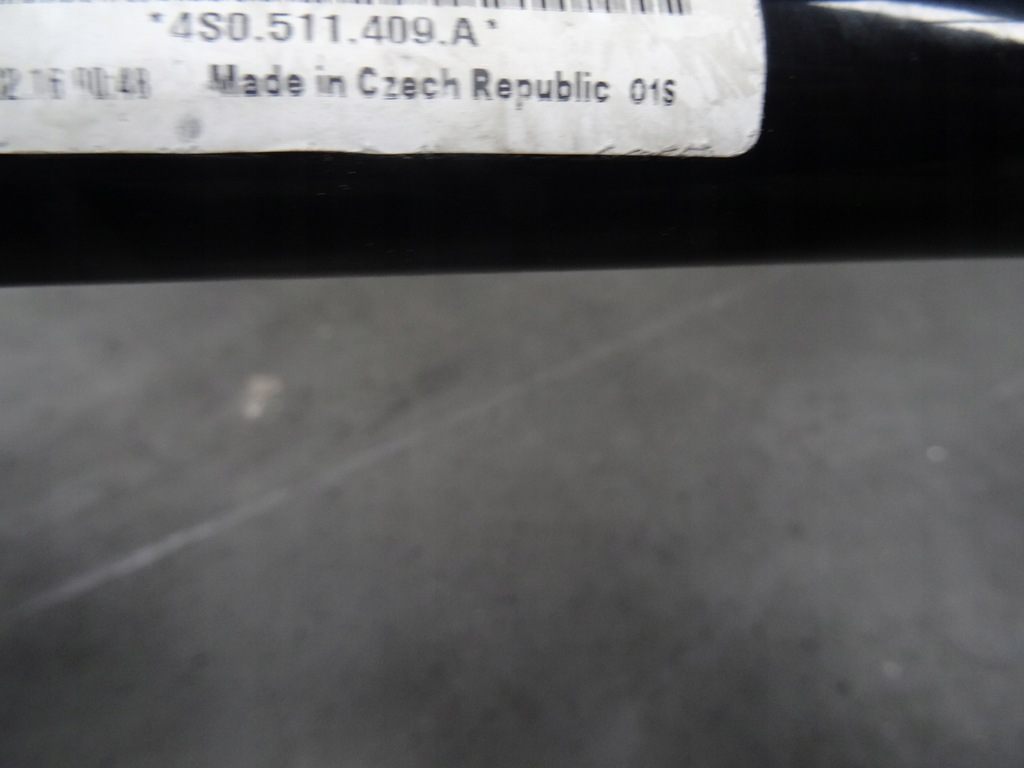 *4S0.511.409.A*
Made in Czech Republic 01S